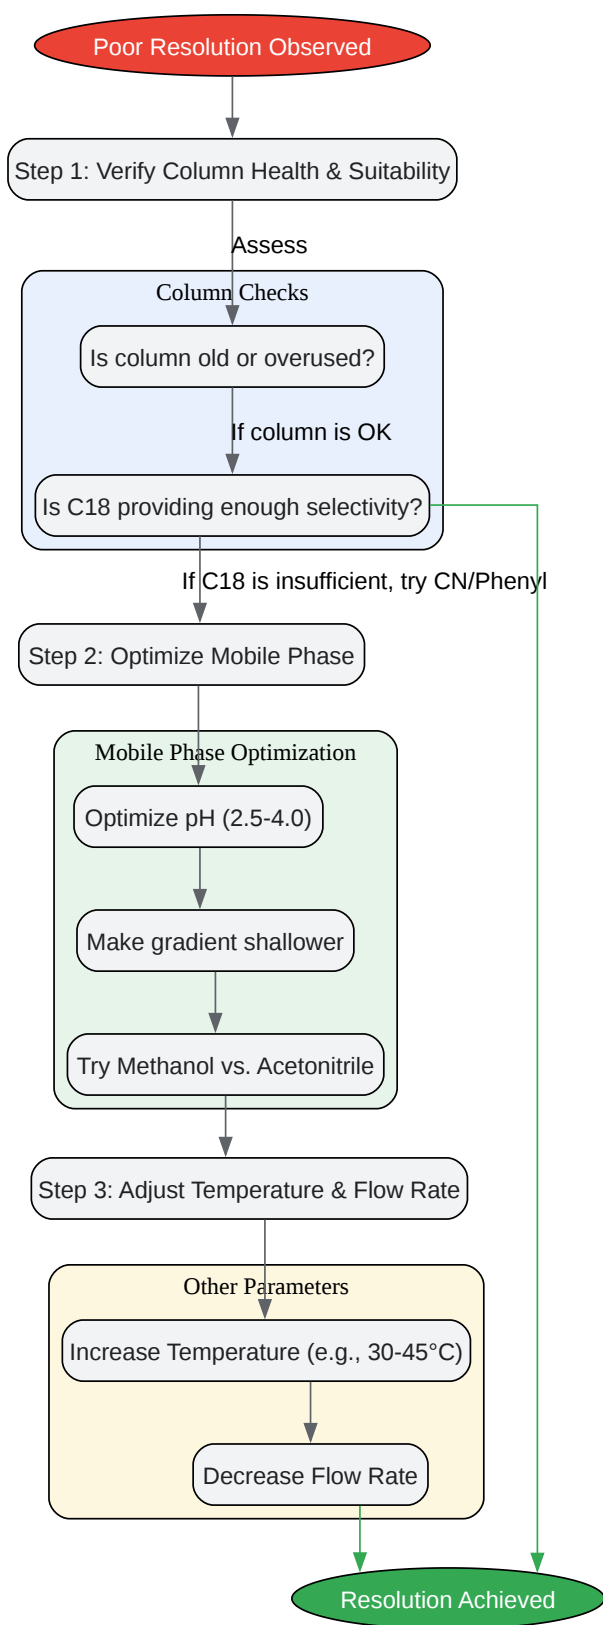 Poor Resolution Observed
Step 1: Verify Column Health & Suitability
Assess
Column Checks
Is column old or overused?
If column is OK
Is C18 providing enough selectivity?
If C18 is insufficient, try CN/Phenyl
Step 2: Optimize Mobile Phase
Mobile Phase Optimization
Optimize pH (2.5-4.0)
Make gradient shallower
Try Methanol vs. Acetonitrile
Step 3: Adjust Temperature & Flow Rate
Other Parameters
Increase Temperature (e.g., 30-45°C)
Decrease Flow Rate
Resolution Achieved